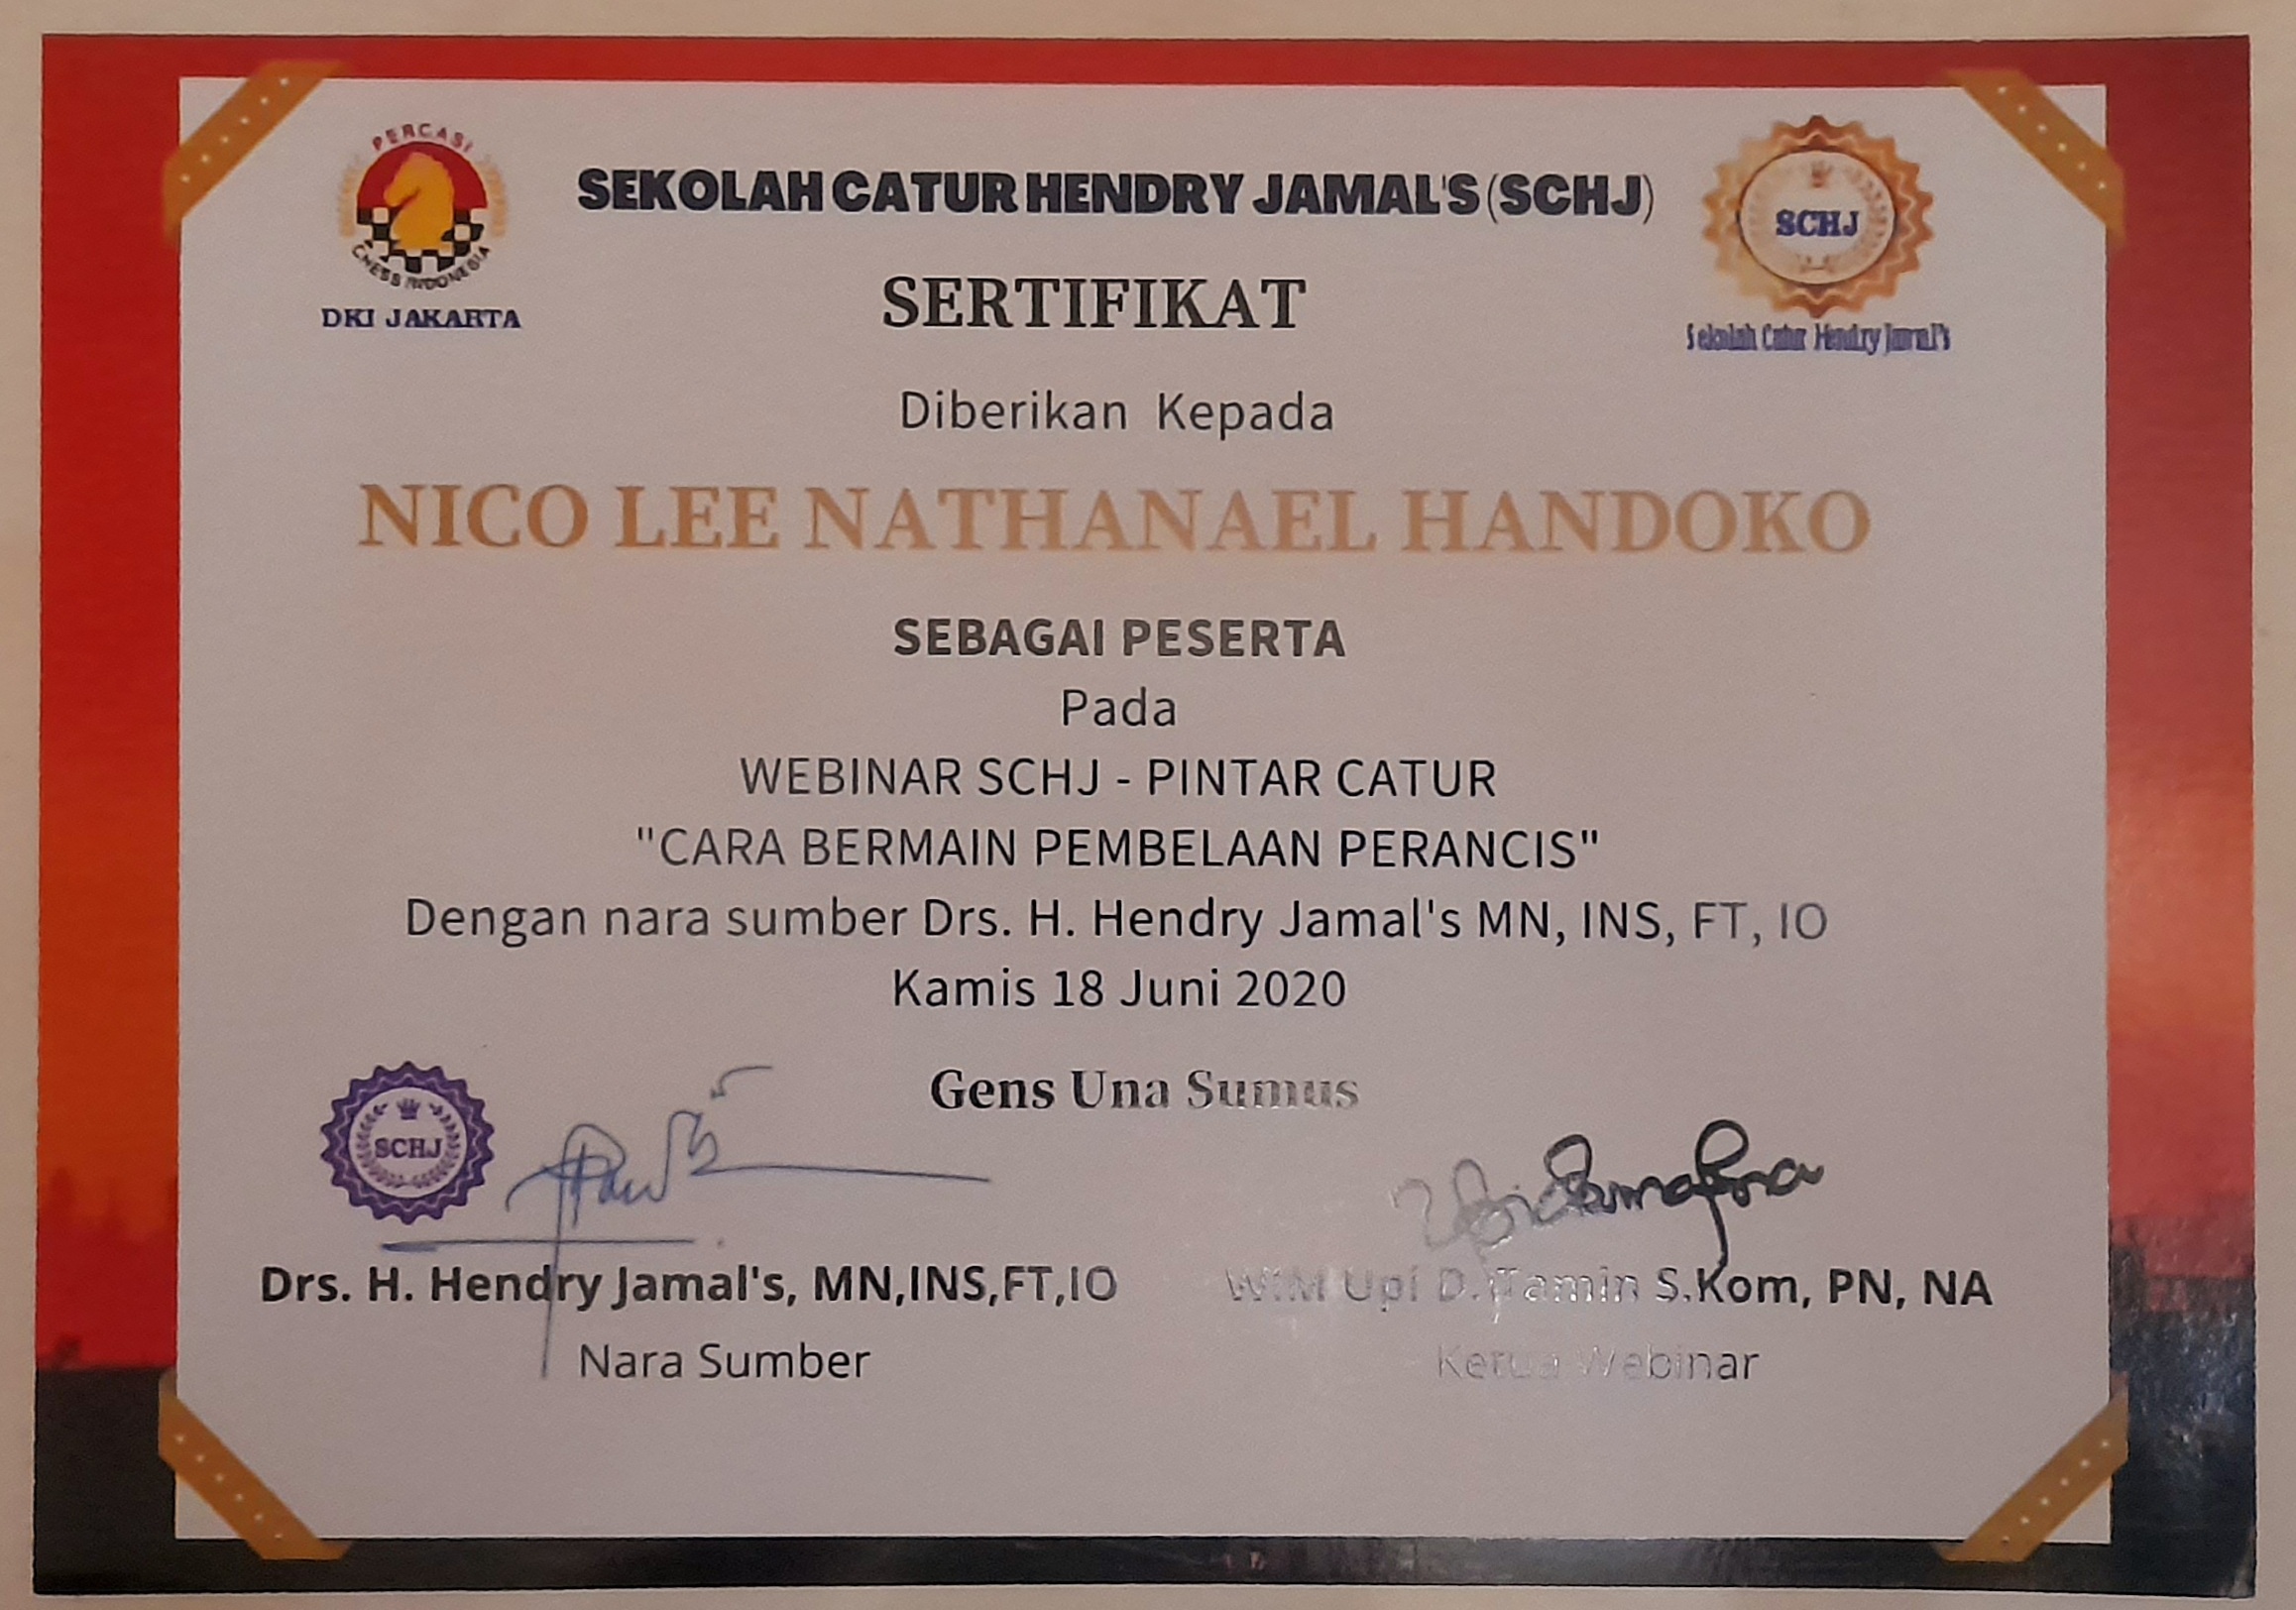 PERCASI
CHESS INDONESIA
DKI JAKARTA
SEKOLAH CATUR HENDRY JAMAL'S (SCHJ)
SCHJ
Sekolah Catur Hendry Jamal's
SERTIFIKAT
Diberikan Kepada
NICO LEE NATHANAEL HANDOKO
SEBAGAI PESERTA
Pada
WEBINAR SCHJ - PINTAR CATUR
"CARA BERMAIN PEMBELAAN PERANCIS"
Dengan nara sumber Drs. H. Hendry Jamal's MN, INS, FT, IO
Kamis 18 Juni 2020
Gens Una Sumus
SCHJ
Drs. H. Hendry Jamal's, MN,INS,FT,IO
Nara Sumber
WIM Upi D. Tamin S.Kom, PN, NA
Ketua Webinar